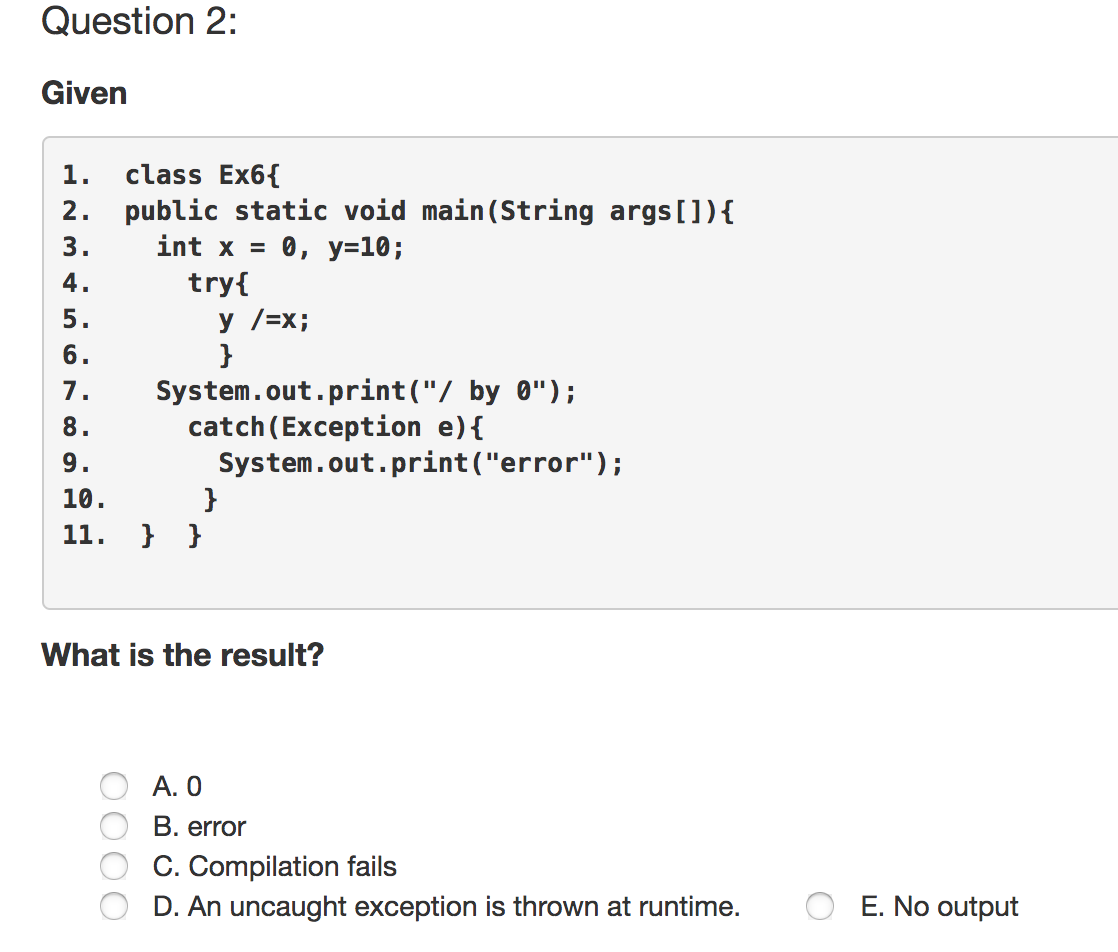 Question 2:
Given
1. class Ex6{
2. public static void main(String args[]){
3. int x = 0, y=10;
4. try{
5. y /=x;
6. }
7. System.out.print("/ by 0");
8. catch(Exception e){
9. System.out.print("error");
10. }
11. } }
What is the result?
A. 0
B. error
C. Compilation fails
D. An uncaught exception is thrown at runtime. E. No output